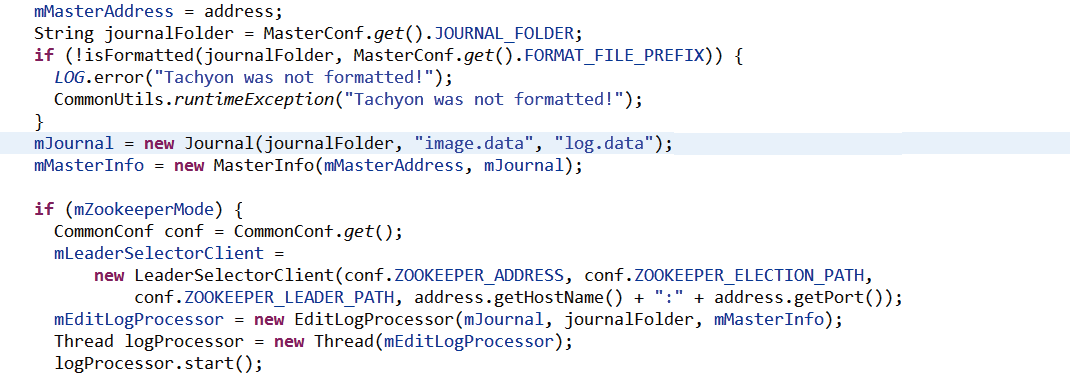 mMasterAddress = address;
String journalFolder = MasterConf.get().JOURNAL_FOLDER;
if (!isFormatted(journalFolder, MasterConf.get().FORMAT_FILE_PREFIX)) {
  LOG.error("Tachyon was not formatted!");
  CommonUtils.runtimeException("Tachyon was not formatted!");
}
mJournal = new Journal(journalFolder, "image.data", "log.data");
mMasterInfo = new MasterInfo(mMasterAddress, mJournal);

if (mZookeeperMode) {
  CommonConf conf = CommonConf.get();
  mLeaderSelectorClient =
      new LeaderSelectorClient(conf.ZOOKEEPER_ADDRESS, conf.ZOOKEEPER_ELECTION_PATH,
          conf.ZOOKEEPER_LEADER_PATH, address.getHostName() + ":" + address.getPort());
  mEditLogProcessor = new EditLogProcessor(mJournal, journalFolder, mMasterInfo);
  Thread logProcessor = new Thread(mEditLogProcessor);
  logProcessor.start();